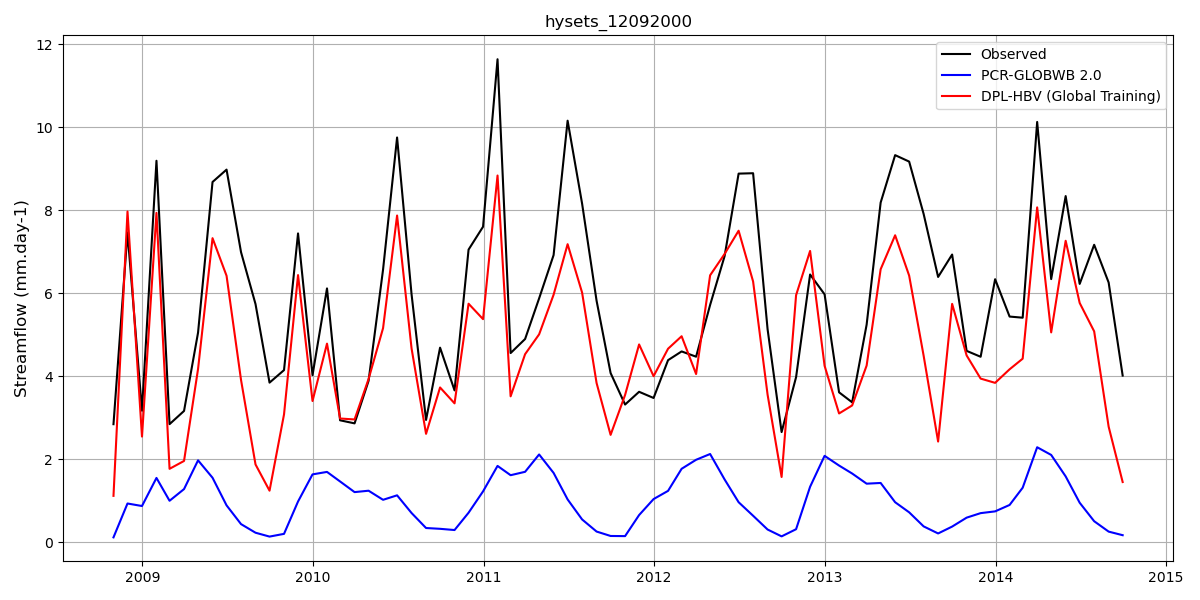 hysets_12092000
Observed
PCR-GLOBWB 2.0
DPL-HBV (Global Training)
Streamflow (mm.day-1)
12
10
8
6
4
2
0
2009 2010 2011 2012 2013 2014 2015